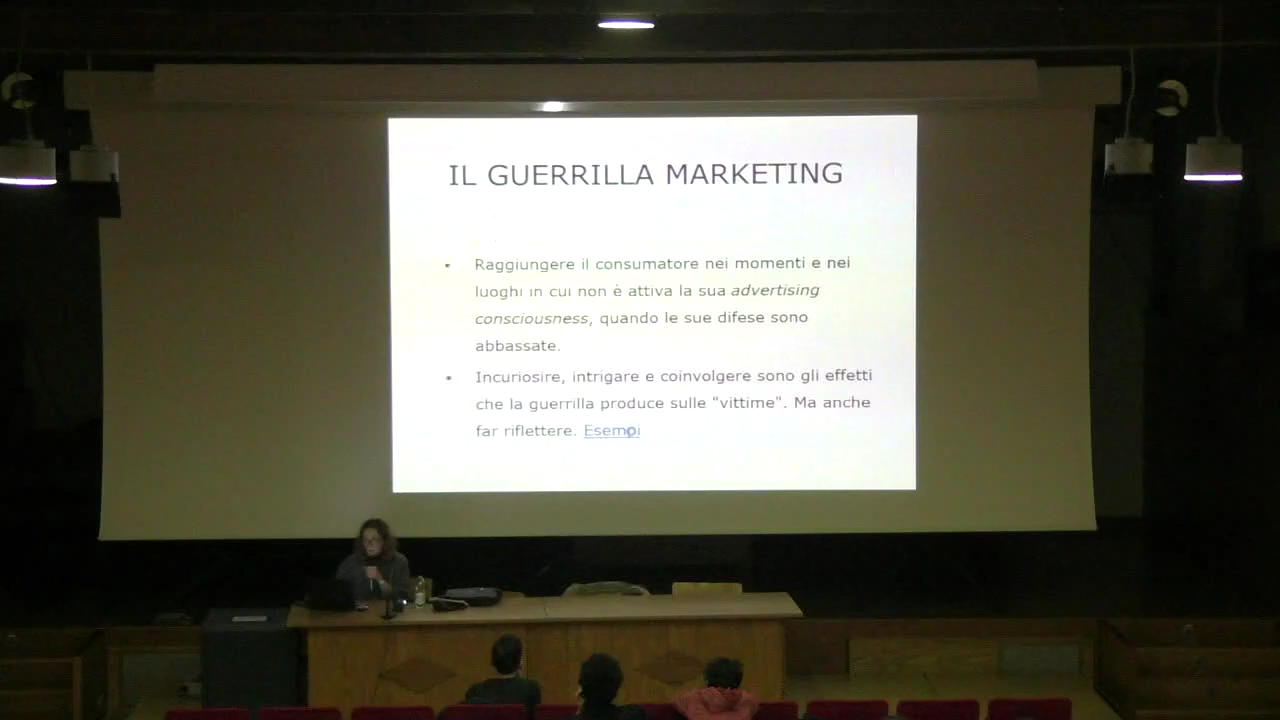 IL GUERRILLA MARKETING
• Raggiungere il consumatore nei momenti e nei
luoghi in cui non è attiva la sua advertising
consciousness, quando le sue difese sono
abbassate.
• Incuriosire, intrigare e coinvolgere sono gli effetti
che la guerrilla produce sulle "vittime". Ma anche
far riflettere. Esempi